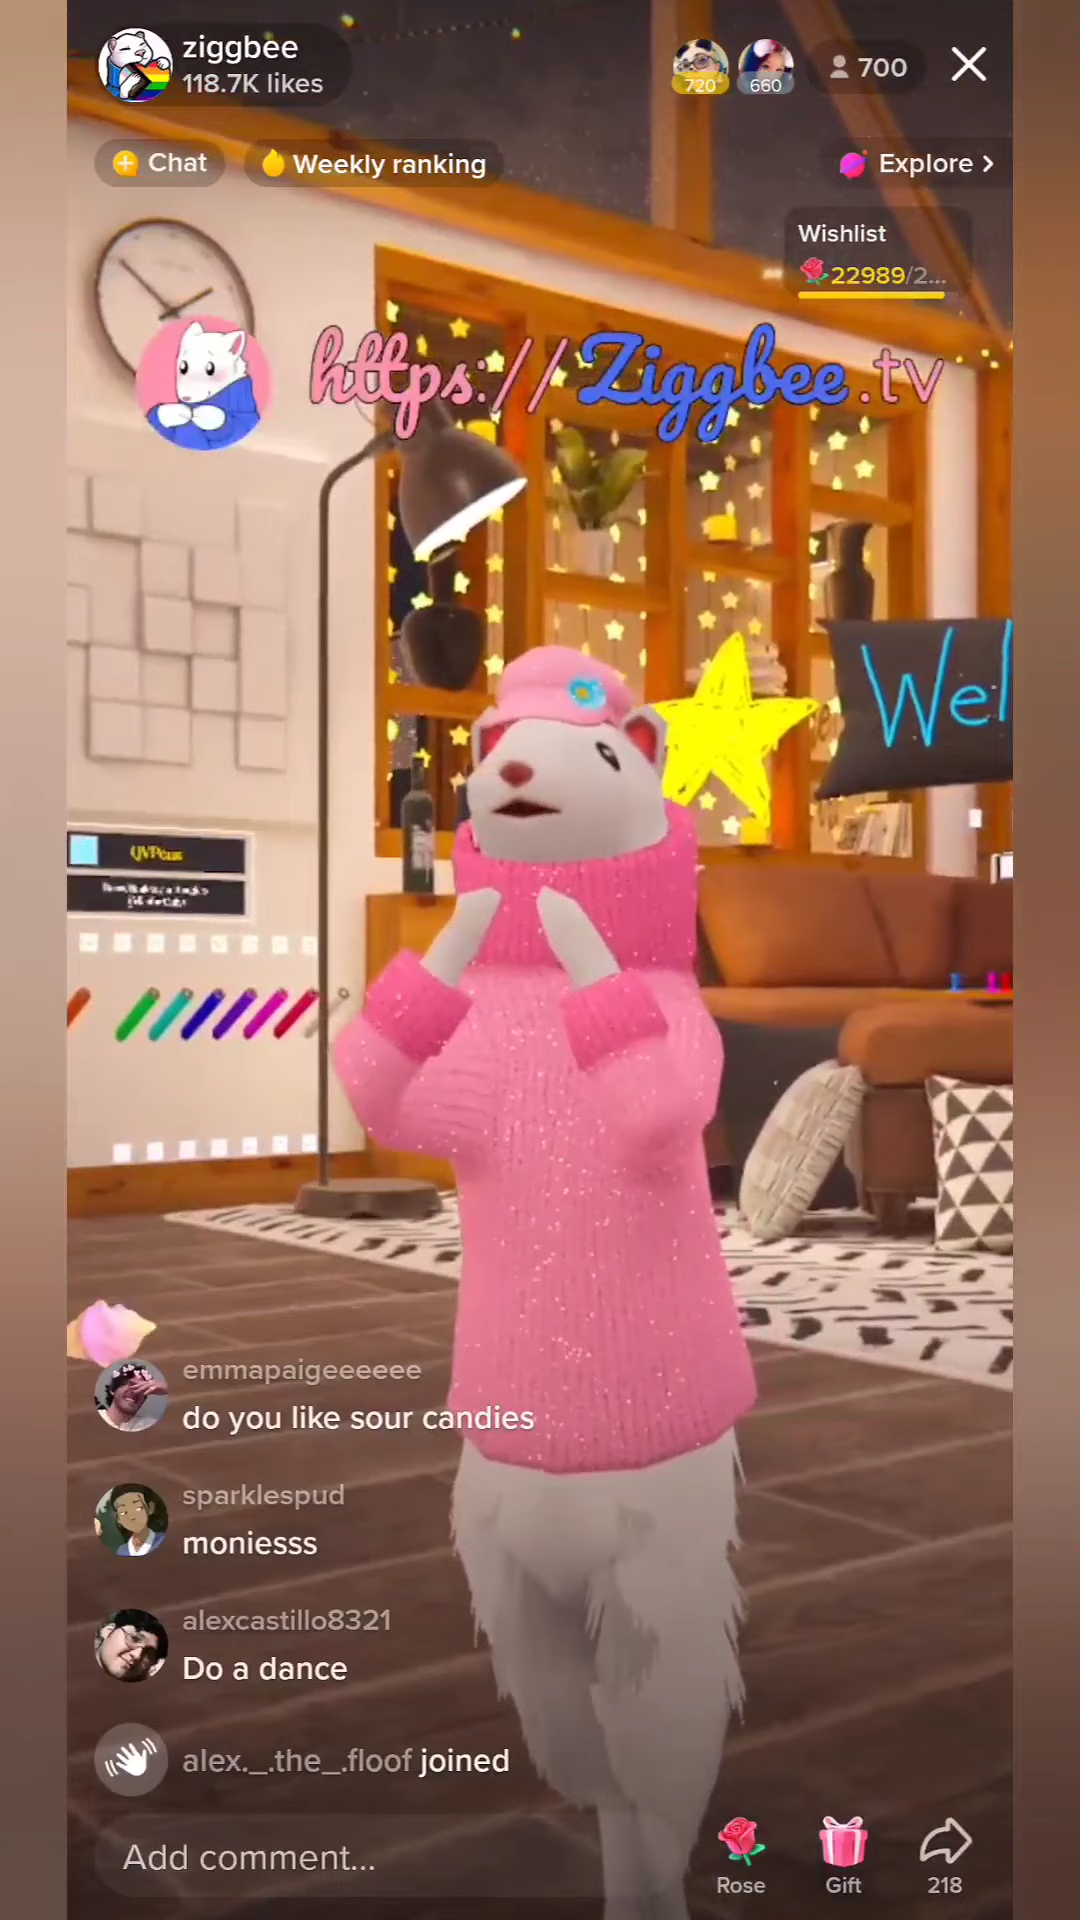 ziggbee
118.7K likes
720
660
700
Chat
Weekly ranking
Explore
Wishlist
22989/2...
https://Ziggbee.tv
Wel
QVPens
emmapaigeeeeee
do you like sour candies
sparklespud
moniesss
alexcastillo8321
Do a dance
alex._.the_.floof joined
Add comment...
Rose
Gift
218